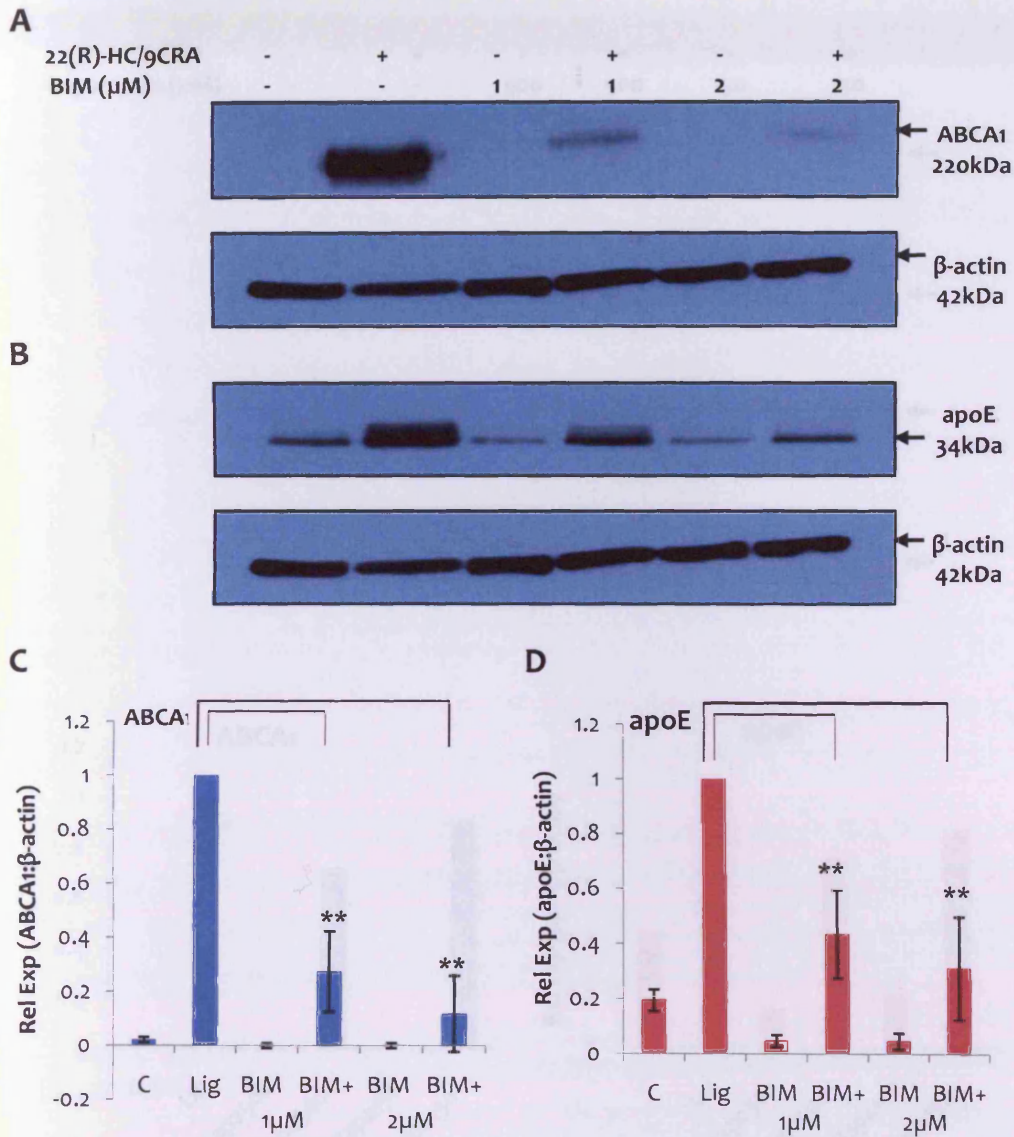 A
22(R)-HC/9CRA - + - + - +
BIM (µM) - - 1 1 2 2
ABCA1
220kDa
β-actin
42kDa
B
apoE
34kDa
β-actin
42kDa
C
ABCA1
Rel Exp (ABCA1:β-actin)
1.2
1
0.8
0.6
0.4
0.2
0
-0.2
** **
C Lig BIM BIM+ BIM BIM+
1µM 2µM
D
apoE
Rel Exp (apoE:β-actin)
1.2
1
0.8
0.6
0.4
0.2
0
** **
C Lig BIM BIM+ BIM BIM+
1µM 2µM